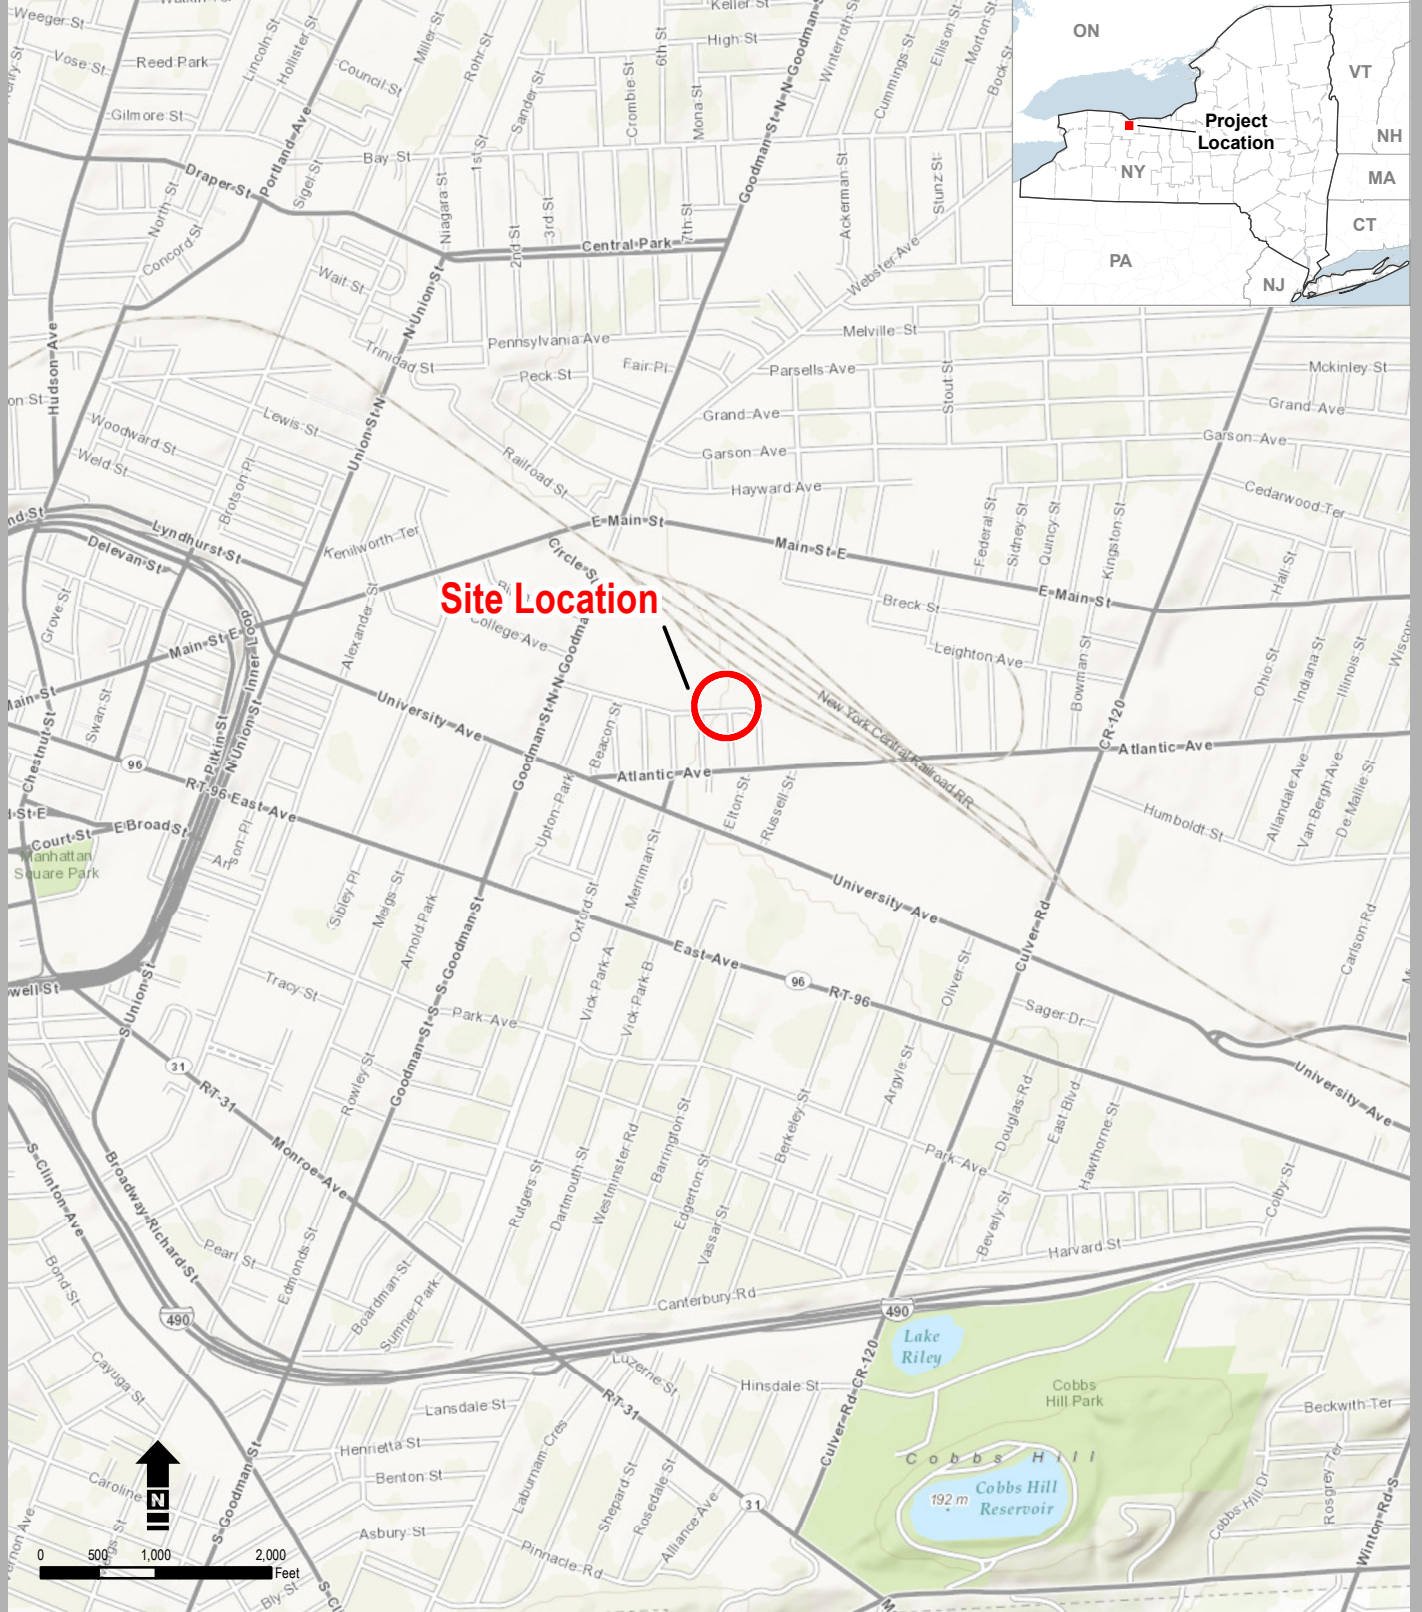 Weeger St
Vose St
Reed Park
Gilmore St
Lincoln St
Hollister St
Portland Ave
Miller St
Council St
Rohr St
Sander St
Keller St
High St
6th St
Crombie St
Mona St
Goodman St N
N Goodman St
Winterroth St
Cummings St
Ellison St
Morton St
Bock St
ON
VT
NH
MA
CT
NJ
PA
NY
Project
Location
Draper St
Sigel St
Bay St
1st St
North St
Concord St
Niagara St
2nd St
3rd St
7th St
Central Park
Ackerman St
Stunz St
Webster Ave
Wait St
N Union St
Hudson Ave
Trinidad St
Pennsylvania Ave
Peck St
Fair Pl
Melville St
Parsells Ave
Stout St
Mckinley St
Grand Ave
Grand Ave
Garson Ave
Garson Ave
Hayward Ave
Cedarwood Ter
on St
Woodward St
Weld St
Lewis St
Union St N
Brotson Pl
Railroad St
nd St
Lyndhurst St
Delevan St
Kenilworth Ter
E Main St
Circle St
Main St E
E Main St
Federal St
Sidney St
Quincy St
Kingston St
Hall St
Breck St
Leighton Ave
Bowman St
Ohio St
Indiana St
Illinois St
Site Location
College Ave
Grove St
Alexander St
Main St E
Main St
Swan St
Chestnut St
Pitkin St
N Union St
Inner Loop
University Ave
Goodman St N
N Goodman
Beacon St
Atlantic Ave
Atlantic Ave
New York Central Railroad RR
CR-120
96
RT-96
East Ave
Upton Park
Elton St
Russell St
Humboldt St
Allandale Ave
Van Bergh Ave
De Mallie St
d St E
Court St
E Broad St
Manhattan
Square Park
Arson Pl
Sibley Pl
Meigs St
Arnold Park
S Goodman St
Goodman St S
Oxford St
Merriman St
University Ave
Culver Rd
Carlson Rd
Vick Park A
Vick Park B
East Ave
96
RT-96
Oliver St
Sager Dr
well St
S Union St
Tracy St
Park Ave
31
RT-31
Rowley St
Argyle St
Douglas Rd
East Blvd
Hawthorne St
University Ave
S Clinton Ave
Broadway
Richard St
Monroe Ave
Rutgers St
Dartmouth St
Westminster Rd
Barrington St
Edgerton St
Vassar St
Berkeley St
Park Ave
Beverly St
Harvard St
Colby St
Bond St
Pearl St
Edmonds St
Boardman St
Sumner Park
Canterbury Rd
490
490
Lake
Riley
Cobbs
Hill Park
Cayuga St
Luzerne St
RT-31
Hinsdale St
Culver Rd
CR-120
Lansdale St
Henrietta St
Benton St
Asbury St
Laburnam Cres
Shepard St
Rosedale St
Alliance Ave
Pinnacle Rd
31
Cobbs Hill
192 m
Cobbs Hill
Reservoir
Cobbs Hill Dr
Beckwith Ter
Rosgrey Ter
Winton Rd S
Caroline
S Goodman St
Bly St
N
0 500 1,000 2,000
Feet